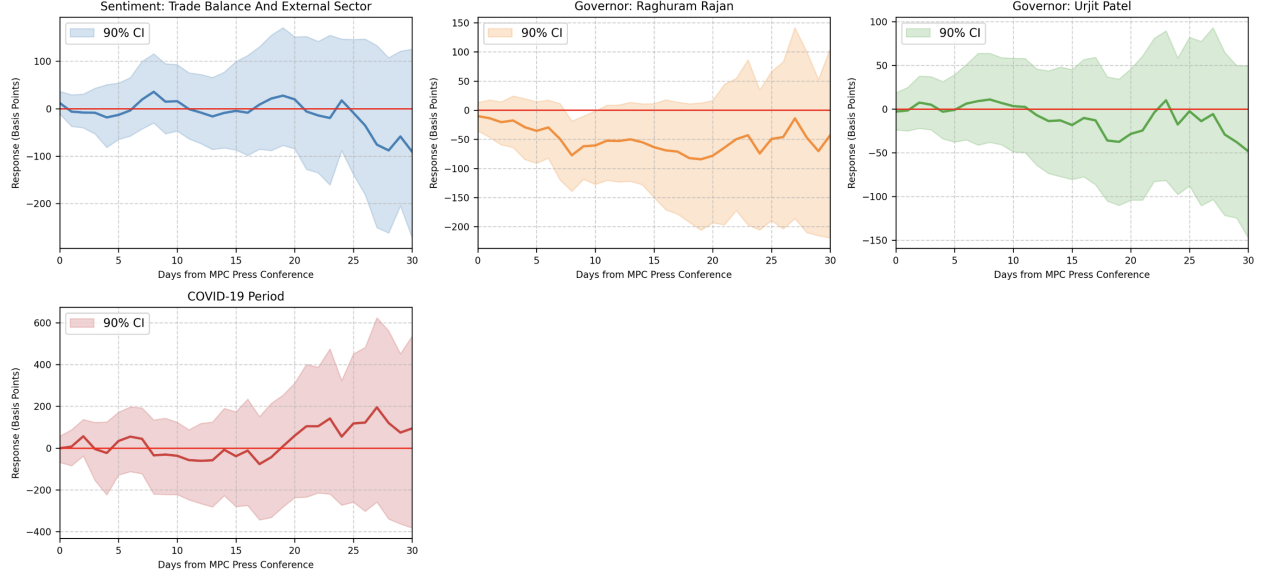 Sentiment: Trade Balance And External Sector
90% CI
Response (Basis Points)
100
0
−100
−200
0 5 10 15 20 25 30
Days from MPC Press Conference
Governor: Raghuram Rajan
90% CI
Response (Basis Points)
150
100
50
0
−50
−100
−150
−200
0 5 10 15 20 25 30
Days from MPC Press Conference
Governor: Urjit Patel
90% CI
Response (Basis Points)
100
50
0
−50
−100
−150
0 5 10 15 20 25 30
Days from MPC Press Conference
COVID-19 Period
90% CI
Response (Basis Points)
600
400
200
0
−200
−400
0 5 10 15 20 25 30
Days from MPC Press Conference